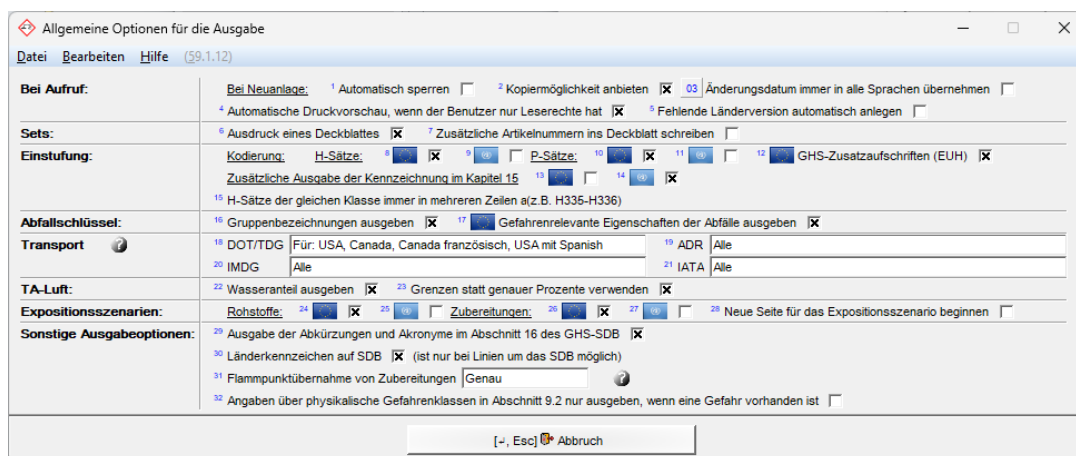 Allgemeine Optionen für die Ausgabe
Datei Bearbeiten Hilfe (59.1.12)
Bei Aufruf: Bei Neuanlage: 1 Automatisch sperren 2 Kopiermöglichkeit anbieten 03 Änderungsdatum immer in alle Sprachen übernehmen
4 Automatische Druckvorschau, wenn der Benutzer nur Leserechte hat 5 Fehlende Länderversion automatisch anlegen
Sets: 6 Ausdruck eines Deckblattes 7 Zusätzliche Artikelnummern ins Deckblatt schreiben
Einstufung: Kodierung: H-Sätze: 8 9 P-Sätze: 10 11 12 GHS-Zusatzaufschriften (EUH)
Zusätzliche Ausgabe der Kennzeichnung im Kapitel 15 13 14
15 H-Sätze der gleichen Klasse immer in mehreren Zeilen a(z.B. H335-H336)
Abfallschlüssel: 16 Gruppenbezeichnungen ausgeben 17 Gefahrenrelevante Eigenschaften der Abfälle ausgeben
Transport ? 18 DOT/TDG Für: USA, Canada, Canada französisch, USA mit Spanish 19 ADR Alle
20 IMDG Alle 21 IATA Alle
TA-Luft: 22 Wasseranteil ausgeben 23 Grenzen statt genauer Prozente verwenden
Expositionsszenarien: Rohstoffe: 24 25 Zubereitungen: 26 27 28 Neue Seite für das Expositionsszenario beginnen
Sonstige Ausgabeoptionen: 29 Ausgabe der Abkürzungen und Akronyme im Abschnitt 16 des GHS-SDB
30 Länderkennzeichen auf SDB (ist nur bei Linien um das SDB möglich)
31 Flammpunktübernahme von Zubereitungen Genau ?
32 Angaben über physikalische Gefahrenklassen in Abschnitt 9.2 nur ausgeben, wenn eine Gefahr vorhanden ist
[↲, Esc] Abbruch